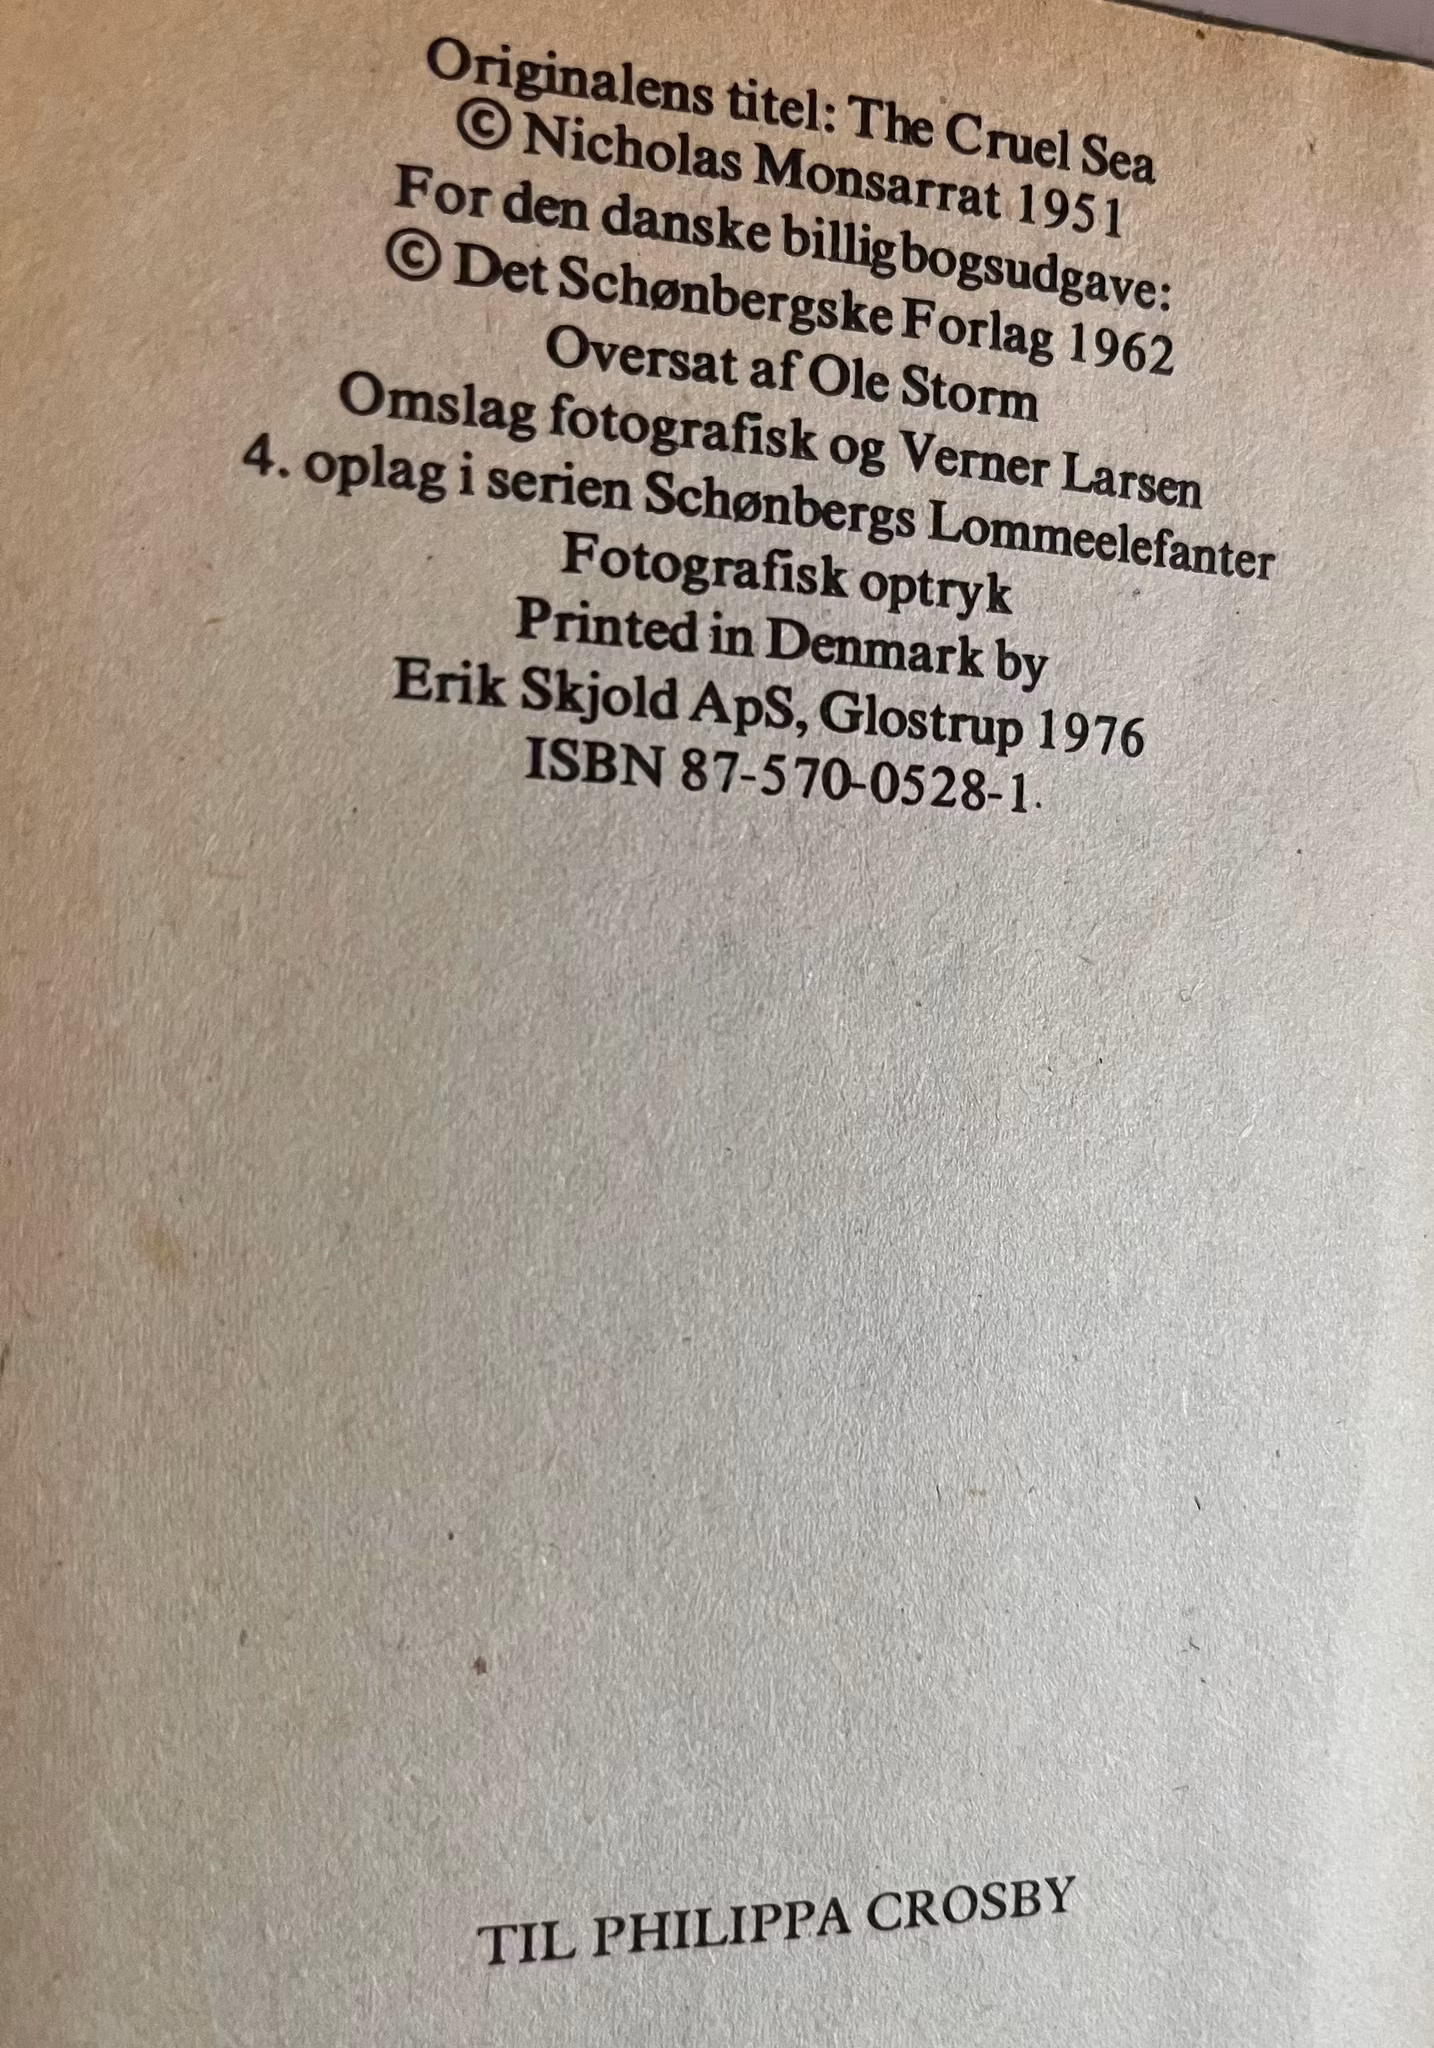 Originalens titel: The Cruel Sea
© Nicholas Monsarrat 1951
For den danske billigbogsudgave:
© Det Schønbergske Forlag 1962
Oversat af Ole Storm
Omslag fotografisk og Verner Larsen
4. oplag i serien Schønbergs Lommeelefanter
Fotografisk optryk
Printed in Denmark by
Erik Skjold ApS, Glostrup 1976
ISBN 87-570-0528-1.
TIL PHILIPPA CROSBY